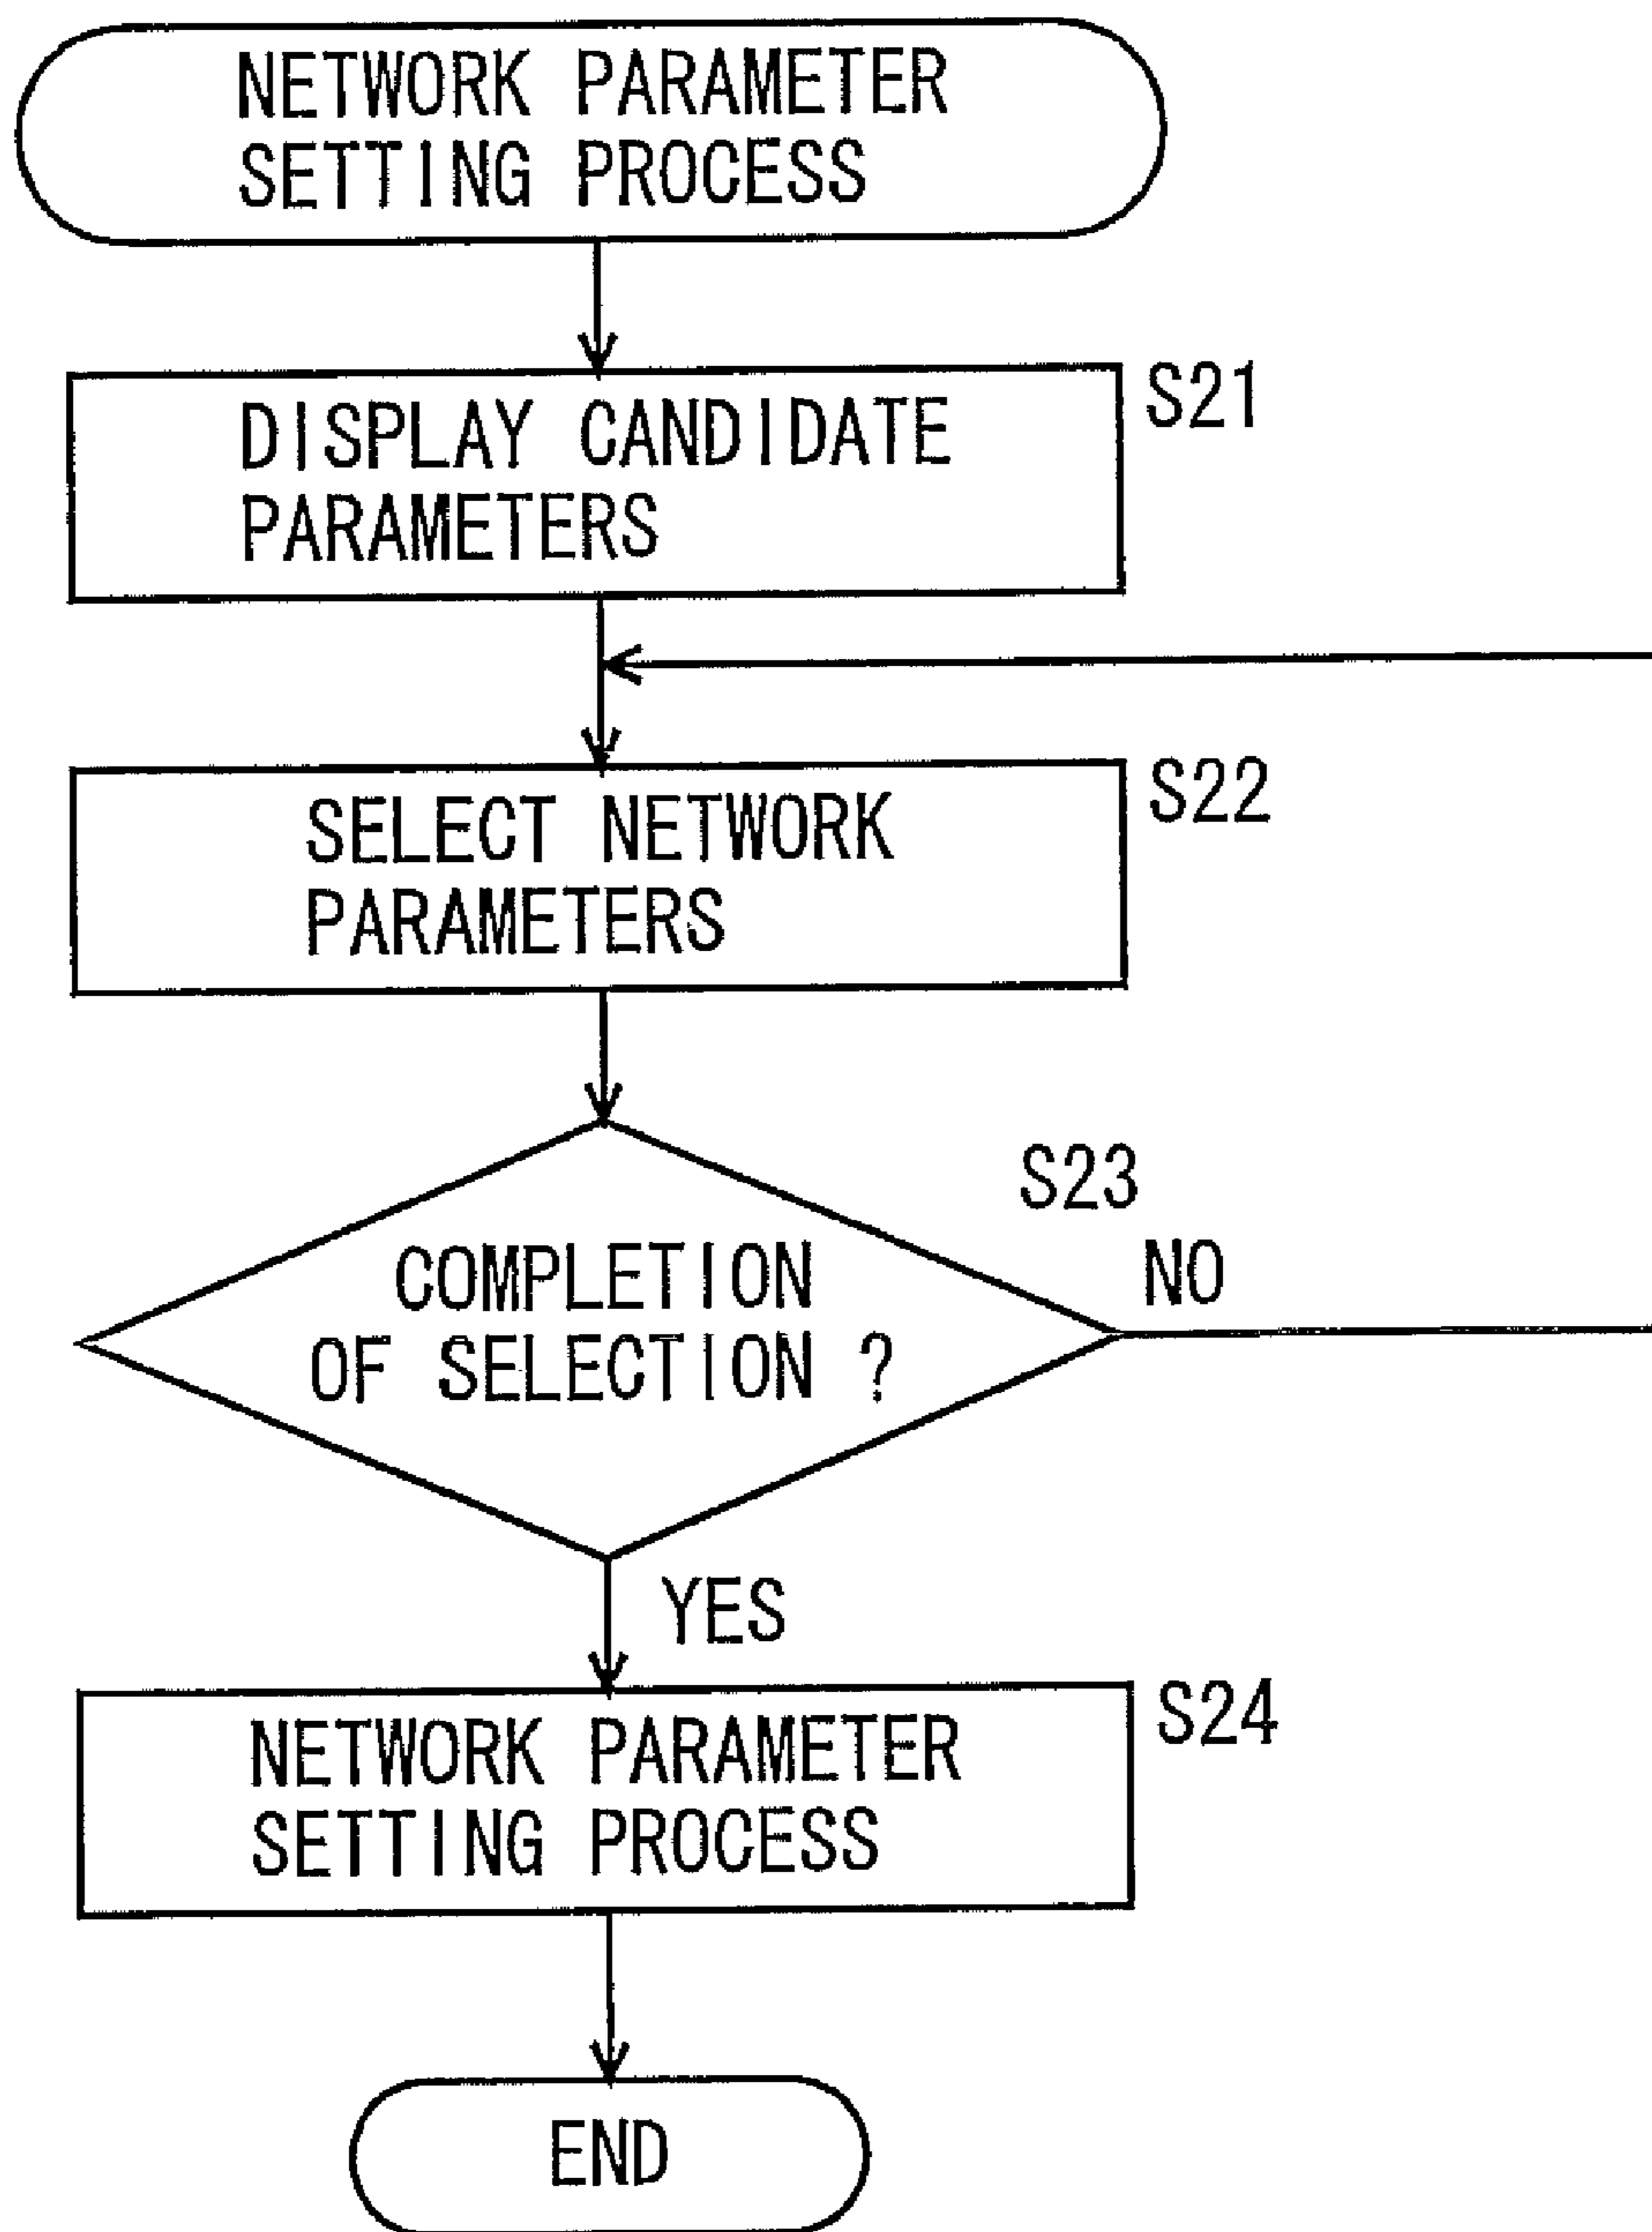 NETWORK PARAMETER
SETTING PROCESS
DISPLAY CANDIDATE
PARAMETERS
S21
SELECT NETWORK
PARAMETERS
S22
COMPLETION
OF SELECTION ?
S23
NO
YES
NETWORK PARAMETER
SETTING PROCESS
S24
END